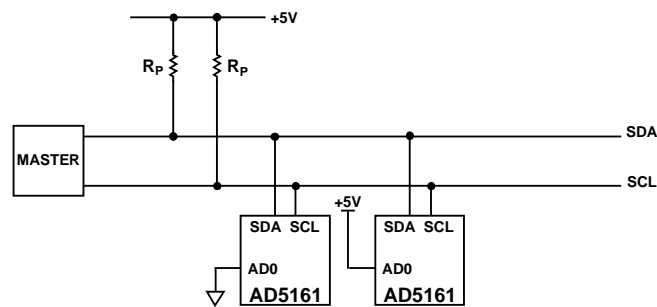 +5V
RP RP
SDA
MASTER
SCL
+5V
SDA SCL SDA SCL
AD0 AD0
AD5161 AD5161